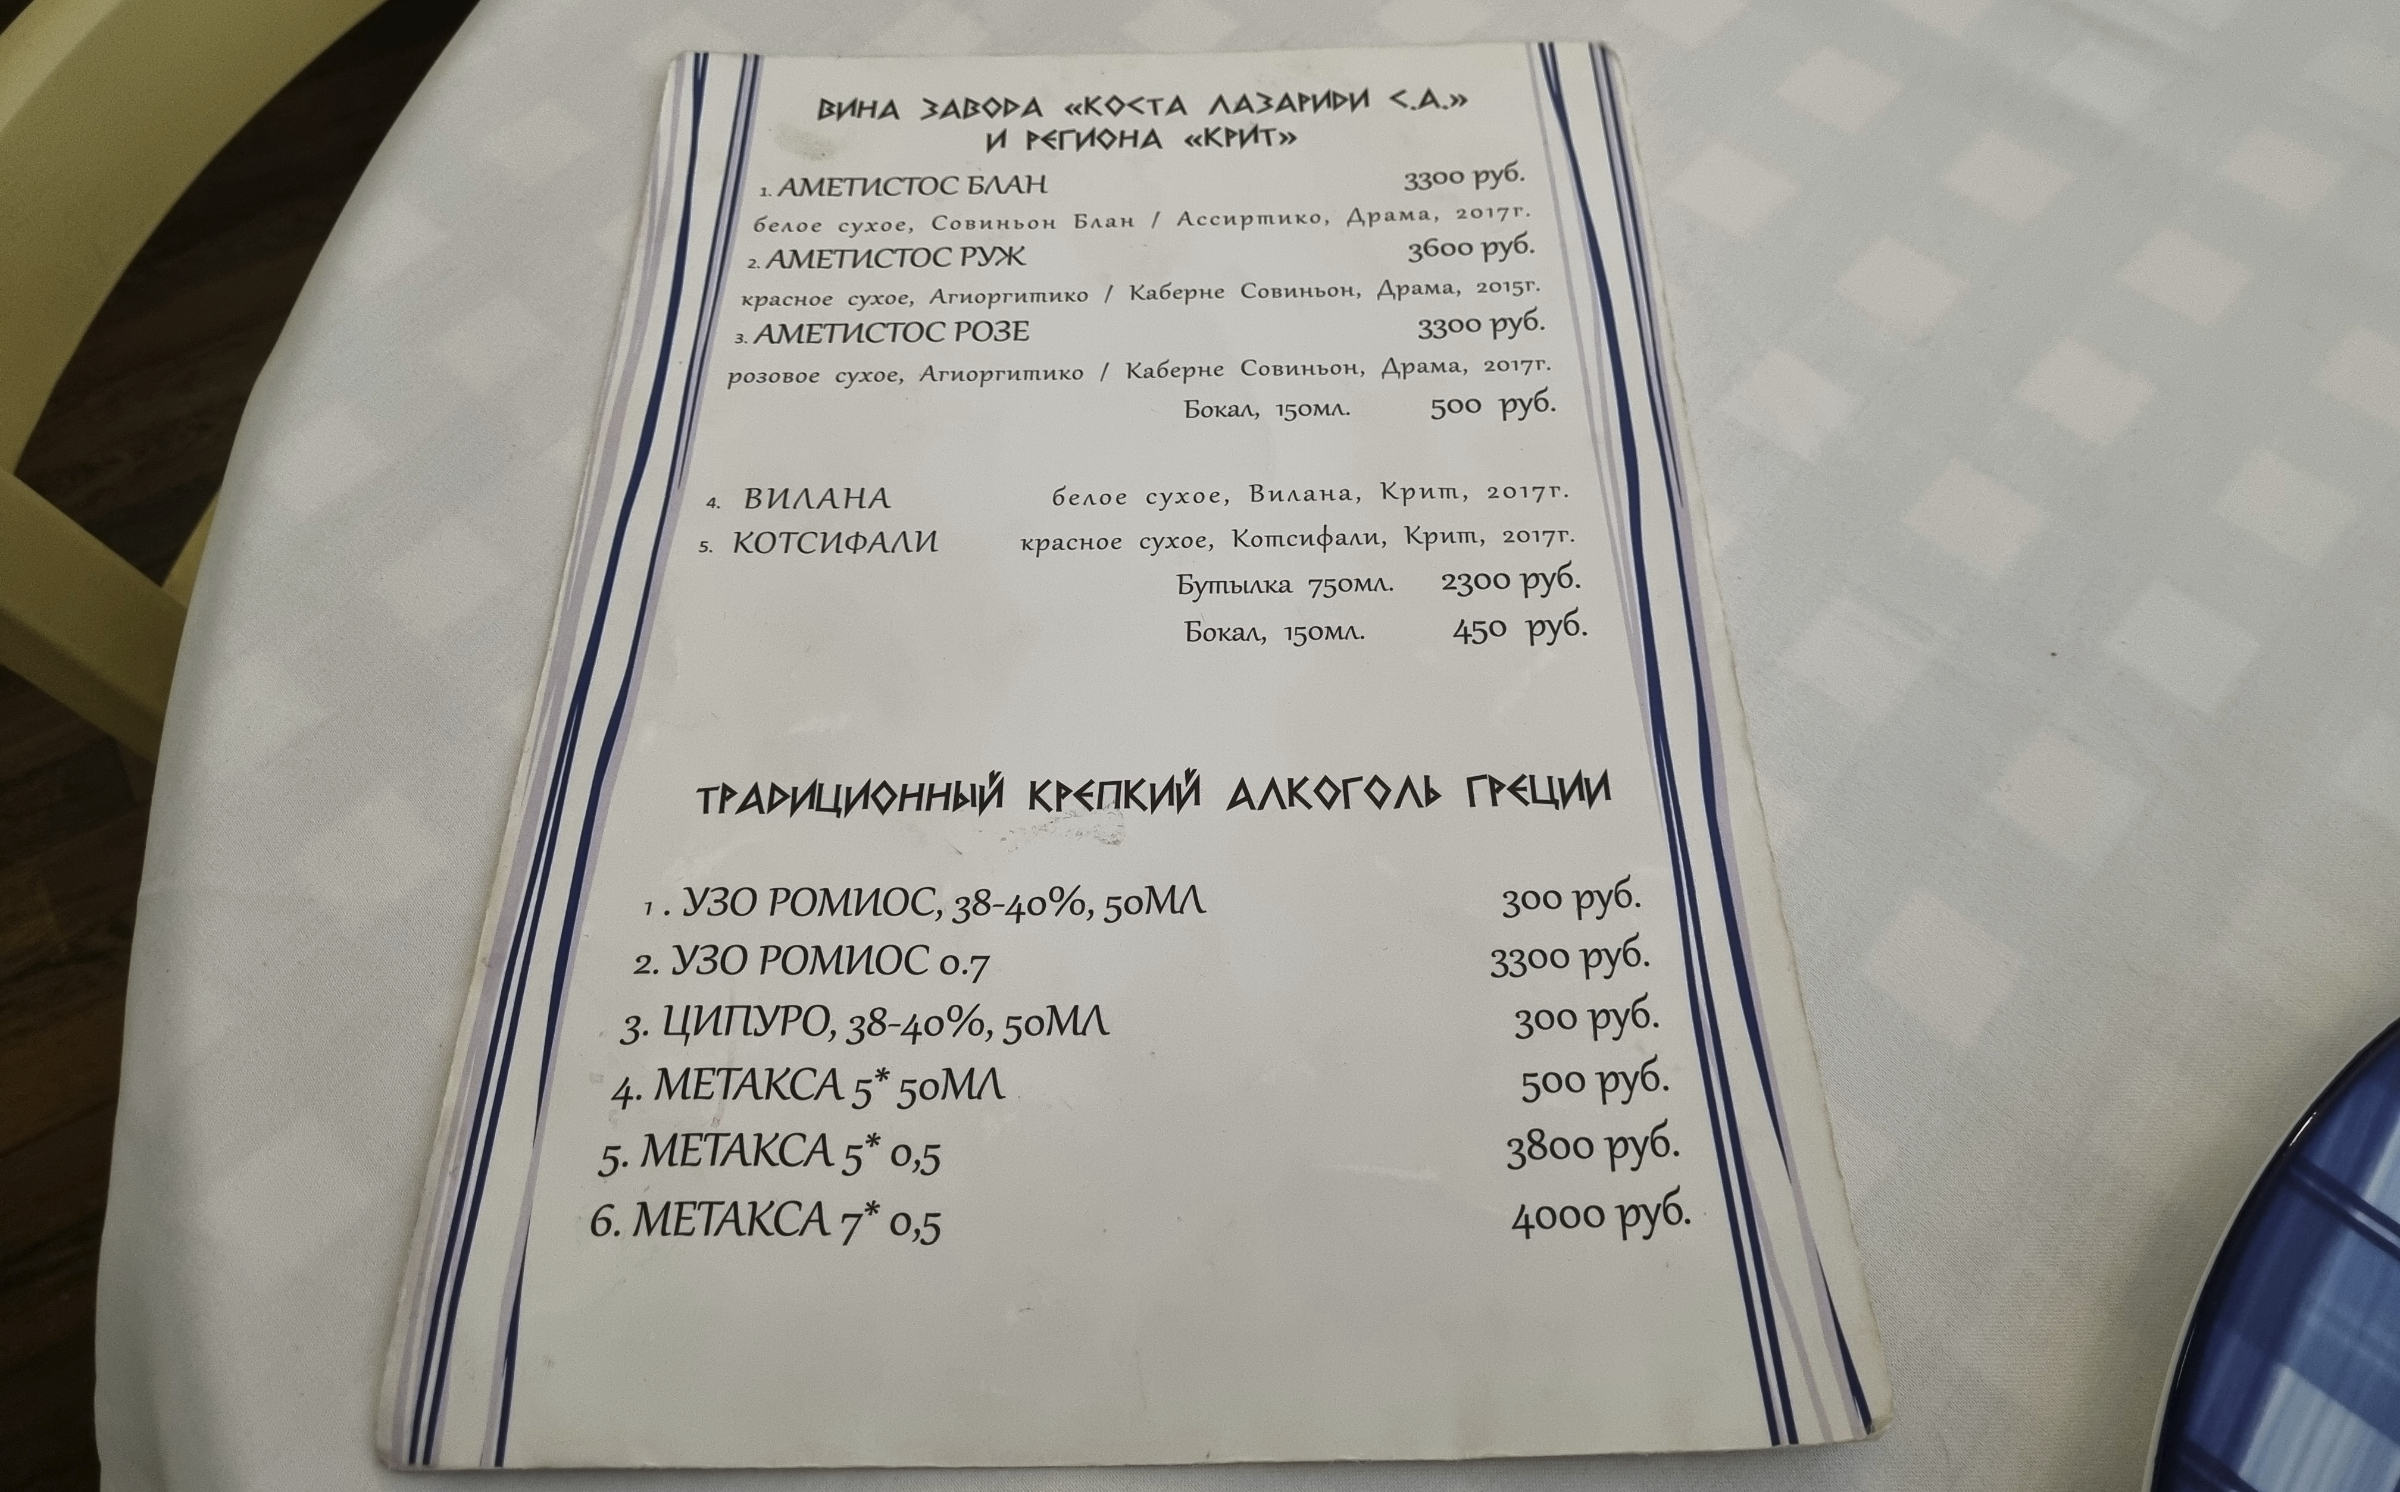 ВИНА ЗАВОДА «КОСТА ЛАЗАРИДИ С.А.»
И РЕГИОНА «КРИТ»
1. АМЕТИСТОС БЛАН 3300 руб.
белое сухое, Совиньон Блан / Ассиртико, Драма, 2017г.
2. АМЕТИСТОС РУЖ 3600 руб.
красное сухое, Агиоргитико / Каберне Совиньон, Драма, 2015г.
3. АМЕТИСТОС РОЗЕ 3300 руб.
розовое сухое, Агиоргитико / Каберне Совиньон, Драма, 2017г.
Бокал, 150мл. 500 руб.
4. ВИЛАНА белое сухое, Вилана, Крит, 2017г.
5. КОТСИФАЛИ красное сухое, Котсифали, Крит, 2017г.
Бутылка 750мл. 2300 руб.
Бокал, 150мл. 450 руб.
ТРАДИЦИОННЫЙ КРЕПКИЙ АЛКОГОЛЬ ГРЕЦИИ
1 . УЗО РОМИОС, 38-40%, 50МЛ 300 руб.
2. УЗО РОМИОС 0.7 3300 руб.
3. ЦИПУРО, 38-40%, 50МЛ 300 руб.
4. МЕТАКСА 5* 50МЛ 500 руб.
5. МЕТАКСА 5* 0,5 3800 руб.
6. МЕТАКСА 7* 0,5 4000 руб.